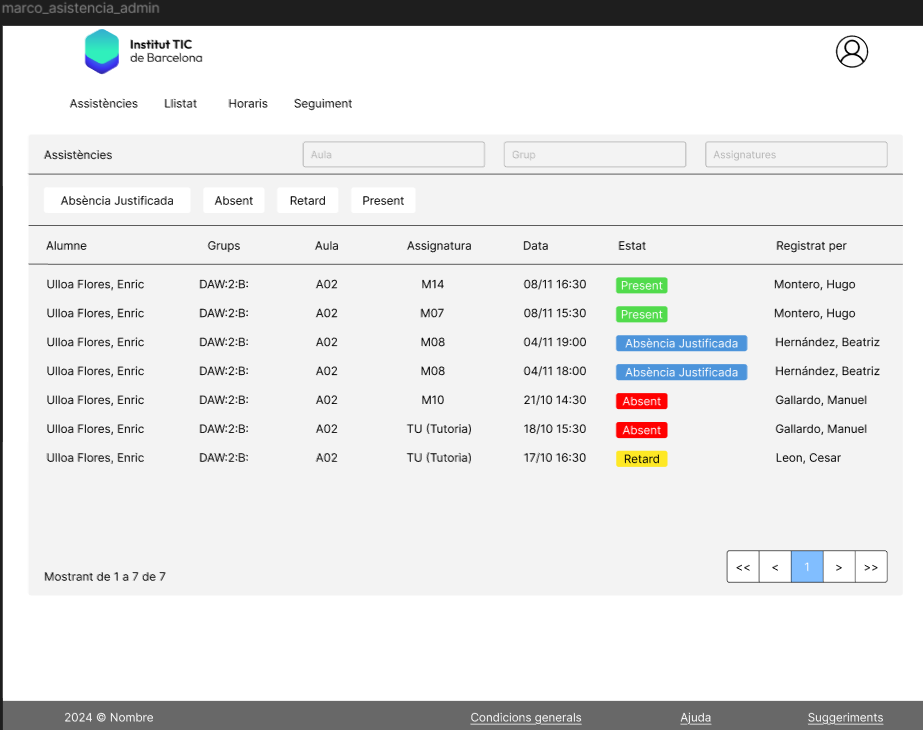 marco_asistencia_admin
Institut TIC
de Barcelona
Assistències Llistat Horaris Seguiment
Assistències Aula Grup Assignatures
Absència Justificada Absent Retard Present
Alumne Grups Aula Assignatura Data Estat Registrat per
Ulloa Flores, Enric DAW:2:B: A02 M14 08/11 16:30 Present Montero, Hugo
Ulloa Flores, Enric DAW:2:B: A02 M07 08/11 15:30 Present Montero, Hugo
Ulloa Flores, Enric DAW:2:B: A02 M08 04/11 19:00 Absència Justificada Hernández, Beatriz
Ulloa Flores, Enric DAW:2:B: A02 M08 04/11 18:00 Absència Justificada Hernández, Beatriz
Ulloa Flores, Enric DAW:2:B: A02 M10 21/10 14:30 Absent Gallardo, Manuel
Ulloa Flores, Enric DAW:2:B: A02 TU (Tutoria) 18/10 15:30 Absent Gallardo, Manuel
Ulloa Flores, Enric DAW:2:B: A02 TU (Tutoria) 17/10 16:30 Retard Leon, Cesar
<< < 1 > >>
Mostrant de 1 a 7 de 7
2024 © Nombre Condicions generals Ajuda Suggeriments